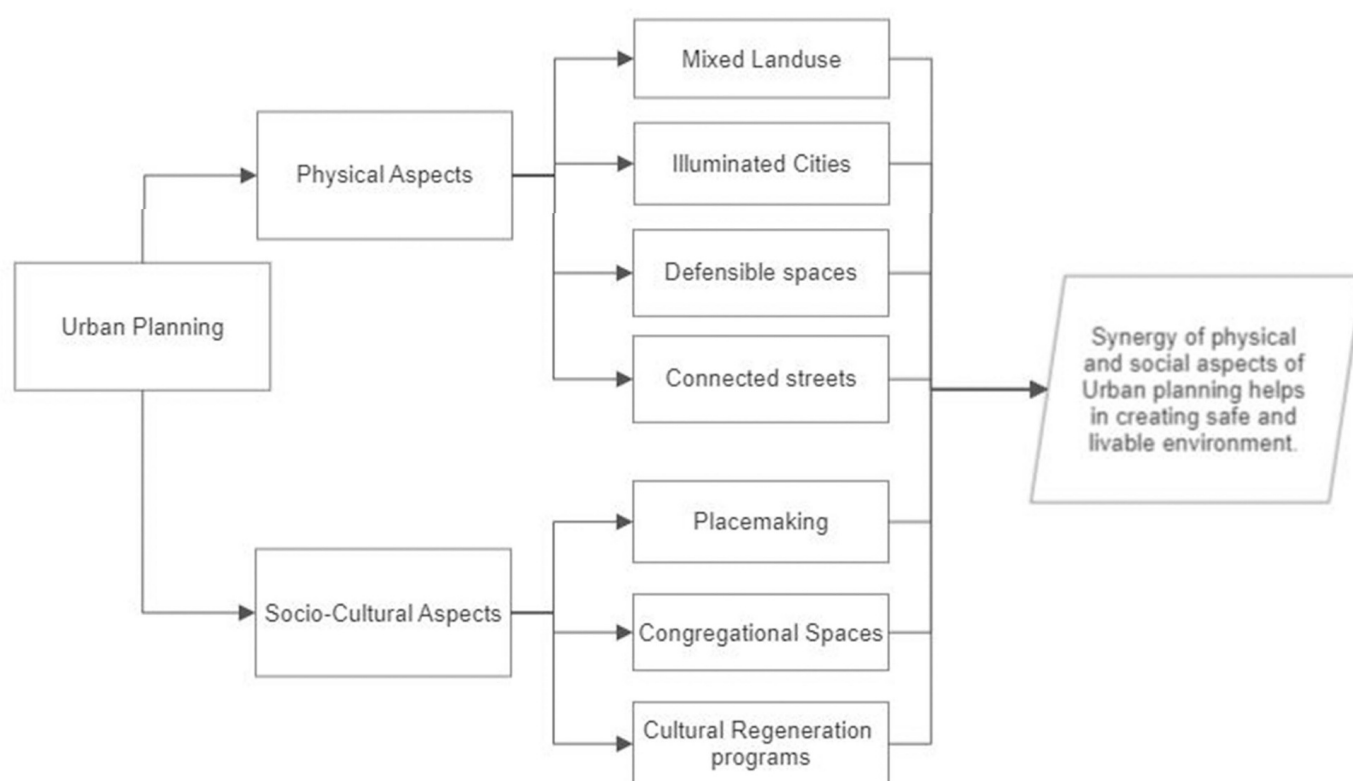 Mixed Landuse
Physical Aspects
Illuminated Cities
Defensible spaces
Urban Planning
Connected streets
Synergy of physical
and social aspects of
Urban planning helps
in creating safe and
livable environment.
Placemaking
Socio-Cultural Aspects
Congregational Spaces
Cultural Regeneration
programs